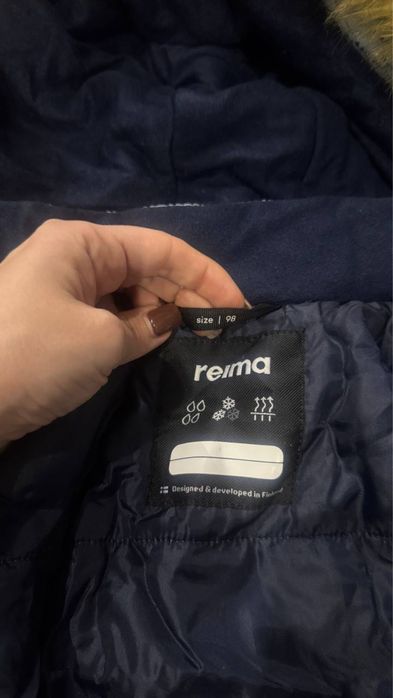 size | 98
reima
Designed & developed in Finland